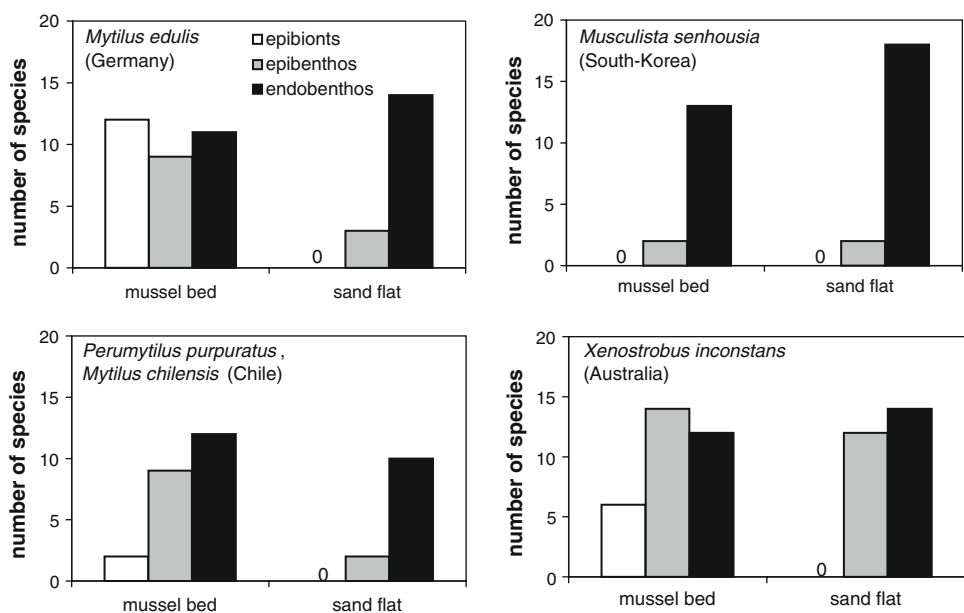 number of species
20
15
10
5
0
Mytilus edulis
(Germany)
epibionts
epibenthos
endobenthos
0
mussel bed
sand flat
number of species
20
15
10
5
0
Musculista senhousia
(South-Korea)
0
0
mussel bed
sand flat
number of species
20
15
10
5
0
Perumytilus purpuratus ,
Mytilus chilensis (Chile)
0
mussel bed
sand flat
number of species
20
15
10
5
0
Xenostrobus inconstans
(Australia)
0
mussel bed
sand flat